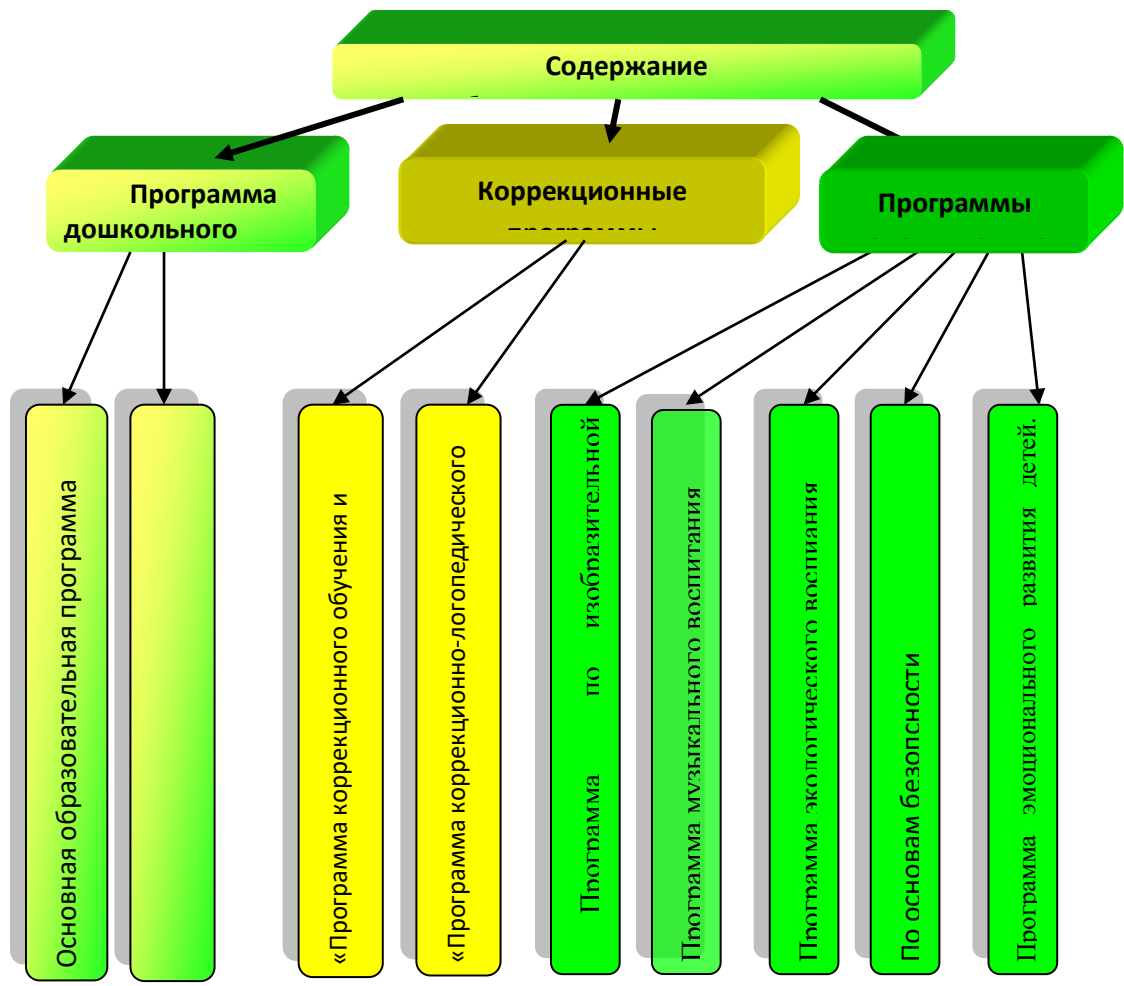 Содержание
Программа
дошкольного
Коррекционные
программы
Программы
Основная образовательная программа
«Программа коррекционного обучения и
«Программа коррекционно-логопедического
Программа по изобразительной
Программа музыкального воспитания
Программа экологического воспиания
По основам безопсности
Программа эмоционального развития детей.